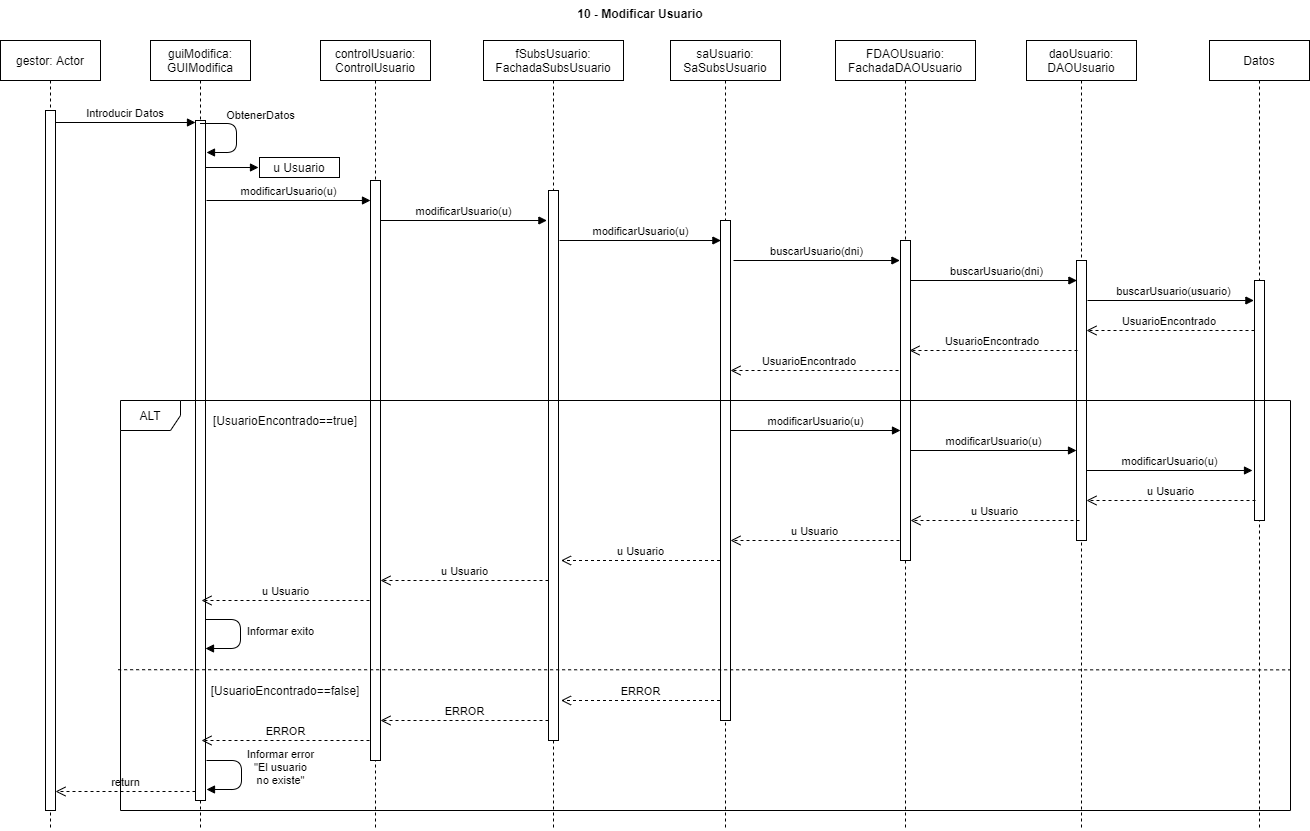 10 - Modificar Usuario
gestor: Actor
guiModifica:
GUIModifica
controlUsuario:
ControlUsuario
fSubsUsuario:
FachadaSubsUsuario
saUsuario:
SaSubsUsuario
FDAOUsuario:
FachadaDAOUsuario
daoUsuario:
DAOUsuario
Datos
Introducir Datos
ObtenerDatos
u Usuario
modificarUsuario(u)
modificarUsuario(u)
modificarUsuario(u)
buscarUsuario(dni)
buscarUsuario(dni)
buscarUsuario(usuario)
UsuarioEncontrado
UsuarioEncontrado
UsuarioEncontrado
ALT
[UsuarioEncontrado==true]
modificarUsuario(u)
modificarUsuario(u)
modificarUsuario(u)
u Usuario
u Usuario
u Usuario
u Usuario
u Usuario
u Usuario
Informar exito
[UsuarioEncontrado==false]
ERROR
ERROR
ERROR
Informar error
"El usuario
no existe"
return